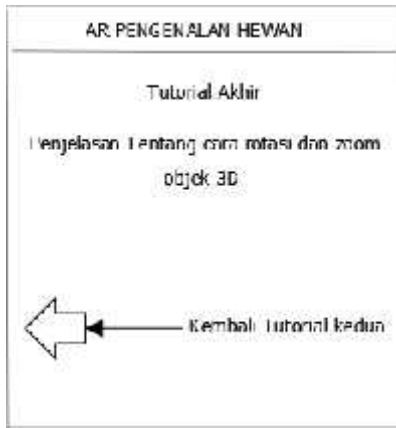 AR PENGENALAN HEWAN
Tutorial Akhir
Penjelasan Tentang cara rotasi dan zoom
objek 3D
Kembali Tutorial kedua